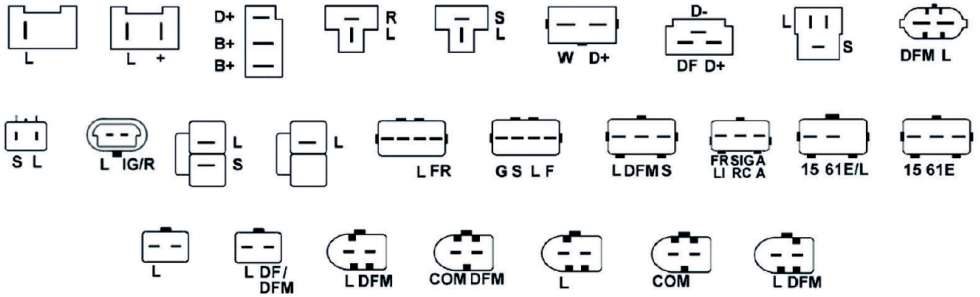 L
L +
D+
B+
B+
R
L
S
L
W D+
D-
DF D+
L
S
DFM L
S L
L IG/R
L
S
L
L FR
G S L F
L DFM S
FR SIG A
LI RC A
15 61E/L
15 61E
L
L DF/
DFM
L DFM
COM DFM
L
COM
L DFM